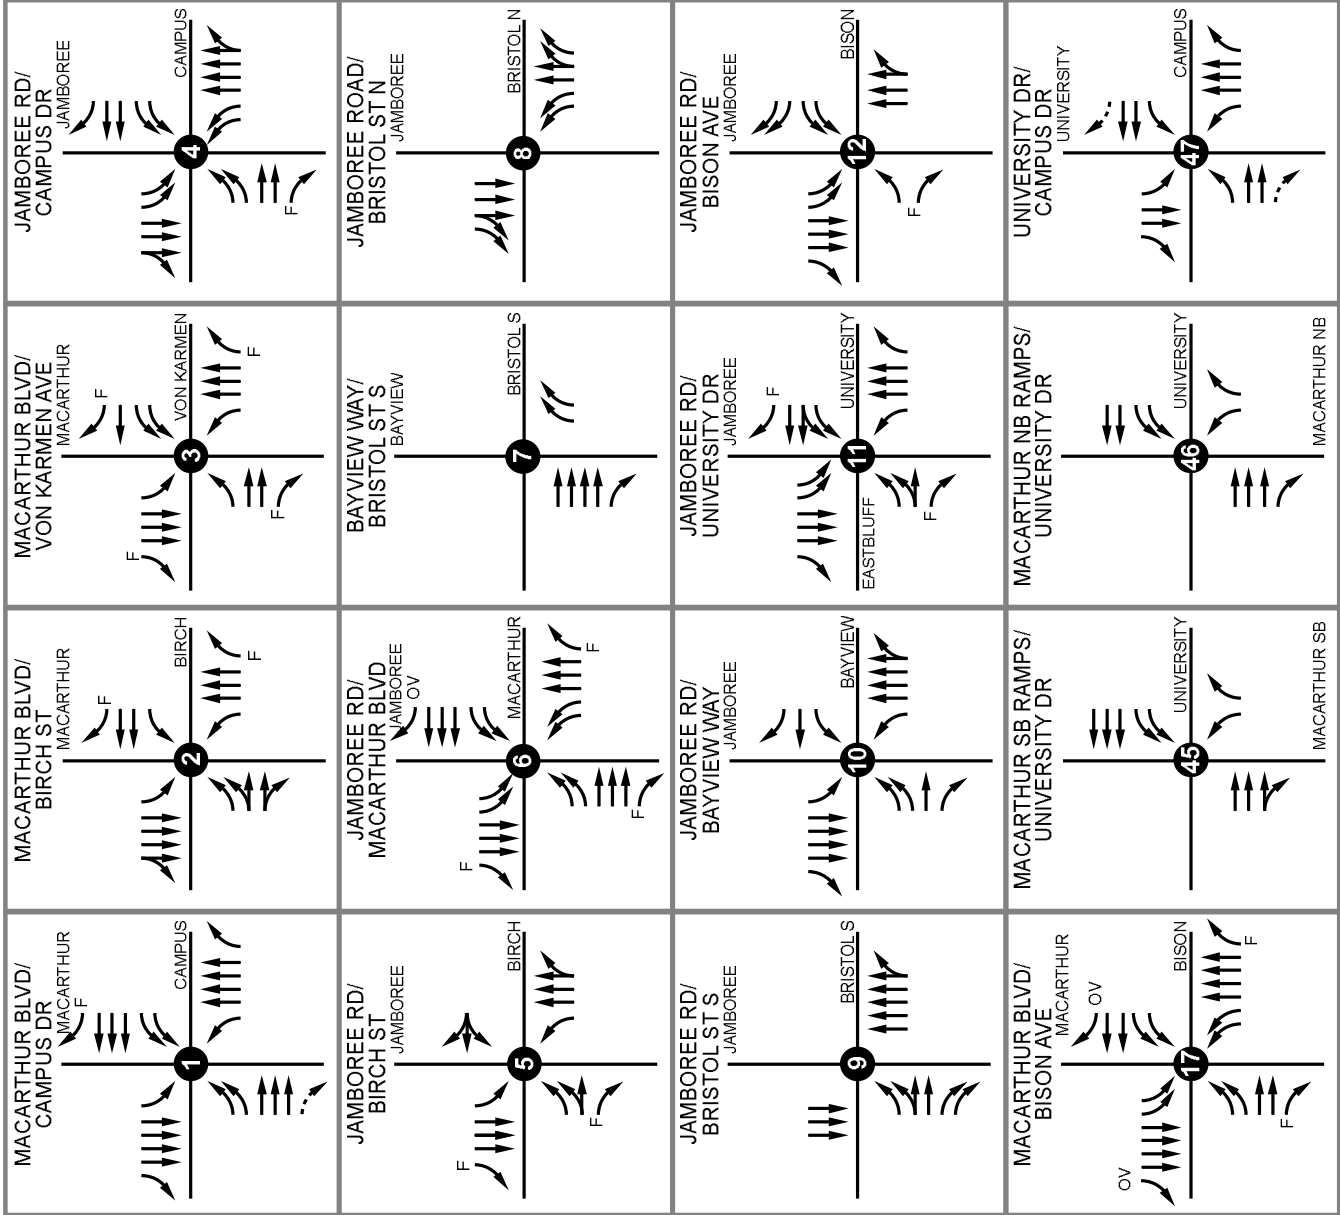 MACARTHUR BLVD/
CAMPUS DR
MACARTHUR
F
CAMPUS
1
MACARTHUR BLVD/
BIRCH ST
MACARTHUR
F
BIRCH
2
F
MACARTHUR BLVD/
VON KARMEN AVE
MACARTHUR
F
F
VON KARMEN
3
F
F
JAMBOREE RD/
CAMPUS DR
JAMBOREE
CAMPUS
4
F
JAMBOREE RD/
BIRCH ST
JAMBOREE
F
BIRCH
5
F
JAMBOREE RD/
MACARTHUR BLVD
JAMBOREE
OV
F
MACARTHUR
6
F
F
BAYVIEW WAY/
BRISTOL ST S
BAYVIEW
BRISTOL S
7
JAMBOREE ROAD/
BRISTOL ST N
JAMBOREE
BRISTOL N
8
JAMBOREE RD/
BRISTOL ST S
JAMBOREE
BRISTOL S
9
JAMBOREE RD/
BAYVIEW WAY
JAMBOREE
BAYVIEW
10
JAMBOREE RD/
UNIVERSITY DR
JAMBOREE
F
UNIVERSITY
11
EASTBLUFF
F
JAMBOREE RD/
BISON AVE
JAMBOREE
BISON
12
F
MACARTHUR BLVD/
BISON AVE
MACARTHUR
OV
OV
BISON
17
F
F
MACARTHUR SB RAMPS/
UNIVERSITY DR
UNIVERSITY
45
MACARTHUR SB
MACARTHUR NB RAMPS/
UNIVERSITY DR
UNIVERSITY
46
MACARTHUR NB
UNIVERSITY DR/
CAMPUS DR
UNIVERSITY
CAMPUS
47